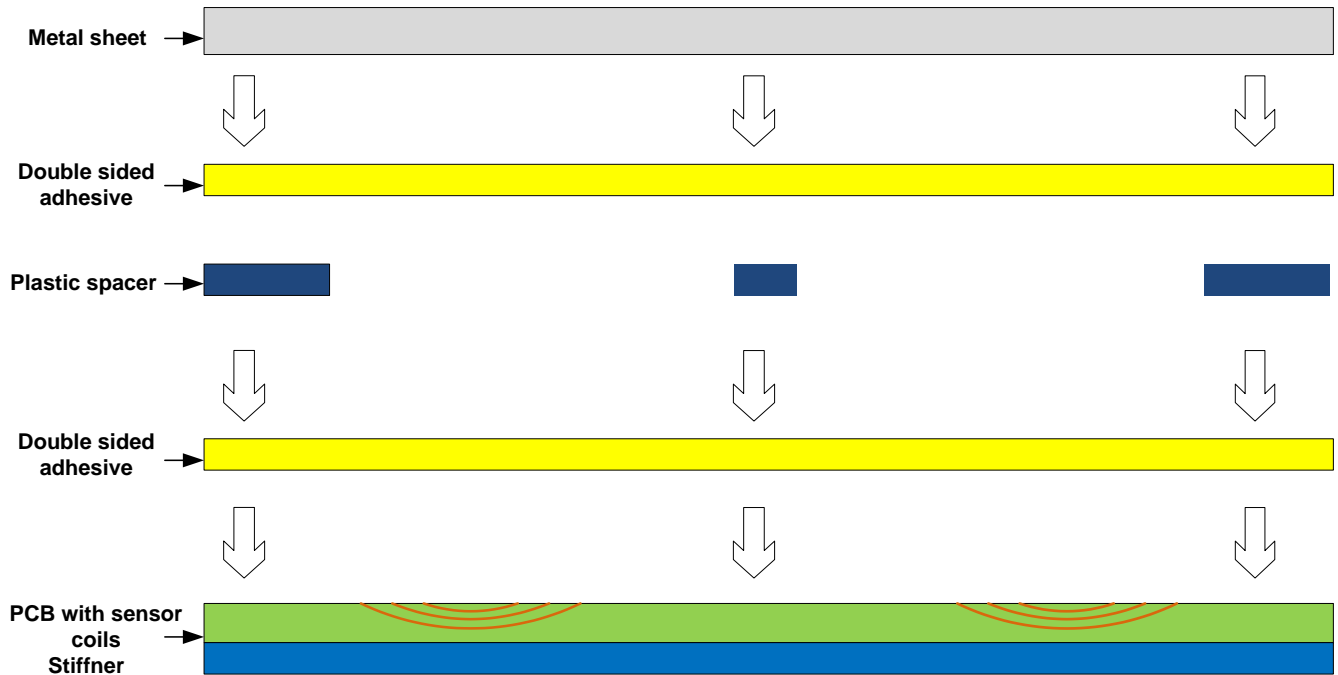 Metal sheet
Double sided
adhesive
Plastic spacer
Double sided
adhesive
PCB with sensor
coils
Stiffner